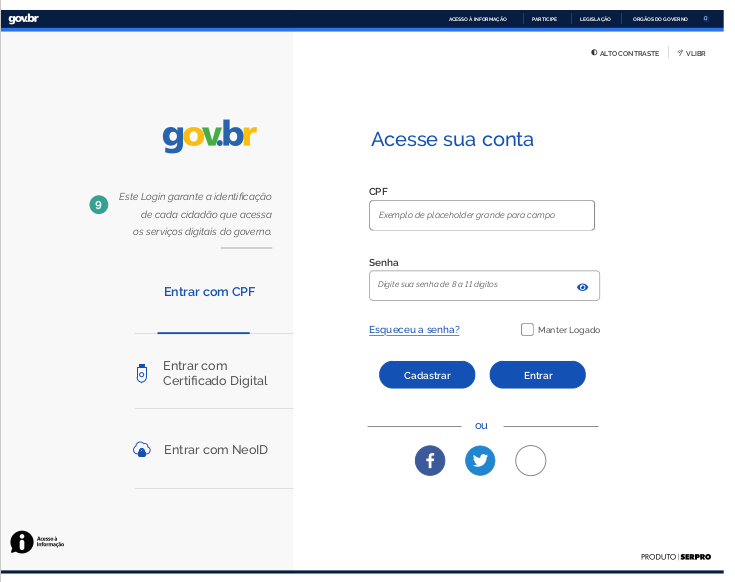 gov.br
ACESSO À INFORMAÇÃO PARTICIPE LEGISLAÇÃO ORGÃOS DO GOVERNO
ALTO CONTRASTE VLIBR
gov.br
9
Este Login garante a identificação
de cada cidadão que acessa
os serviços digitais do governo.
Entrar com CPF
Entrar com
Certificado Digital
Entrar com NeoID
Acesso à
Informação
Acesse sua conta
CPF
Exemplo de placeholder grande para campo
Senha
Digite sua senha de 8 a 11 dígitos
Esqueceu a senha? Manter Logado
Cadastrar Entrar
ou
PRODUTO | SERPRO